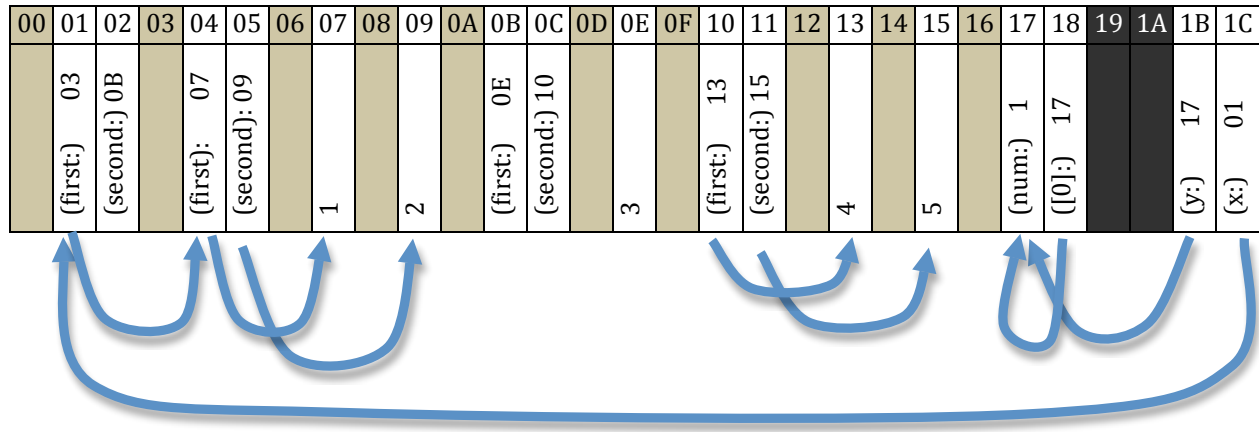 00 01 02 03 04 05 06 07 08 09 0A 0B 0C 0D 0E 0F 10 11 12 13 14 15 16 17 18 19 1A 1B 1C
(first:) 03
(second:) 0B
(first): 07
(second): 09
1
2
(first:) 0E
(second:) 10
3
(first:) 13
(second:) 15
4
5
(num:) 1
([0]:) 17
(y:) 17
(x:) 01